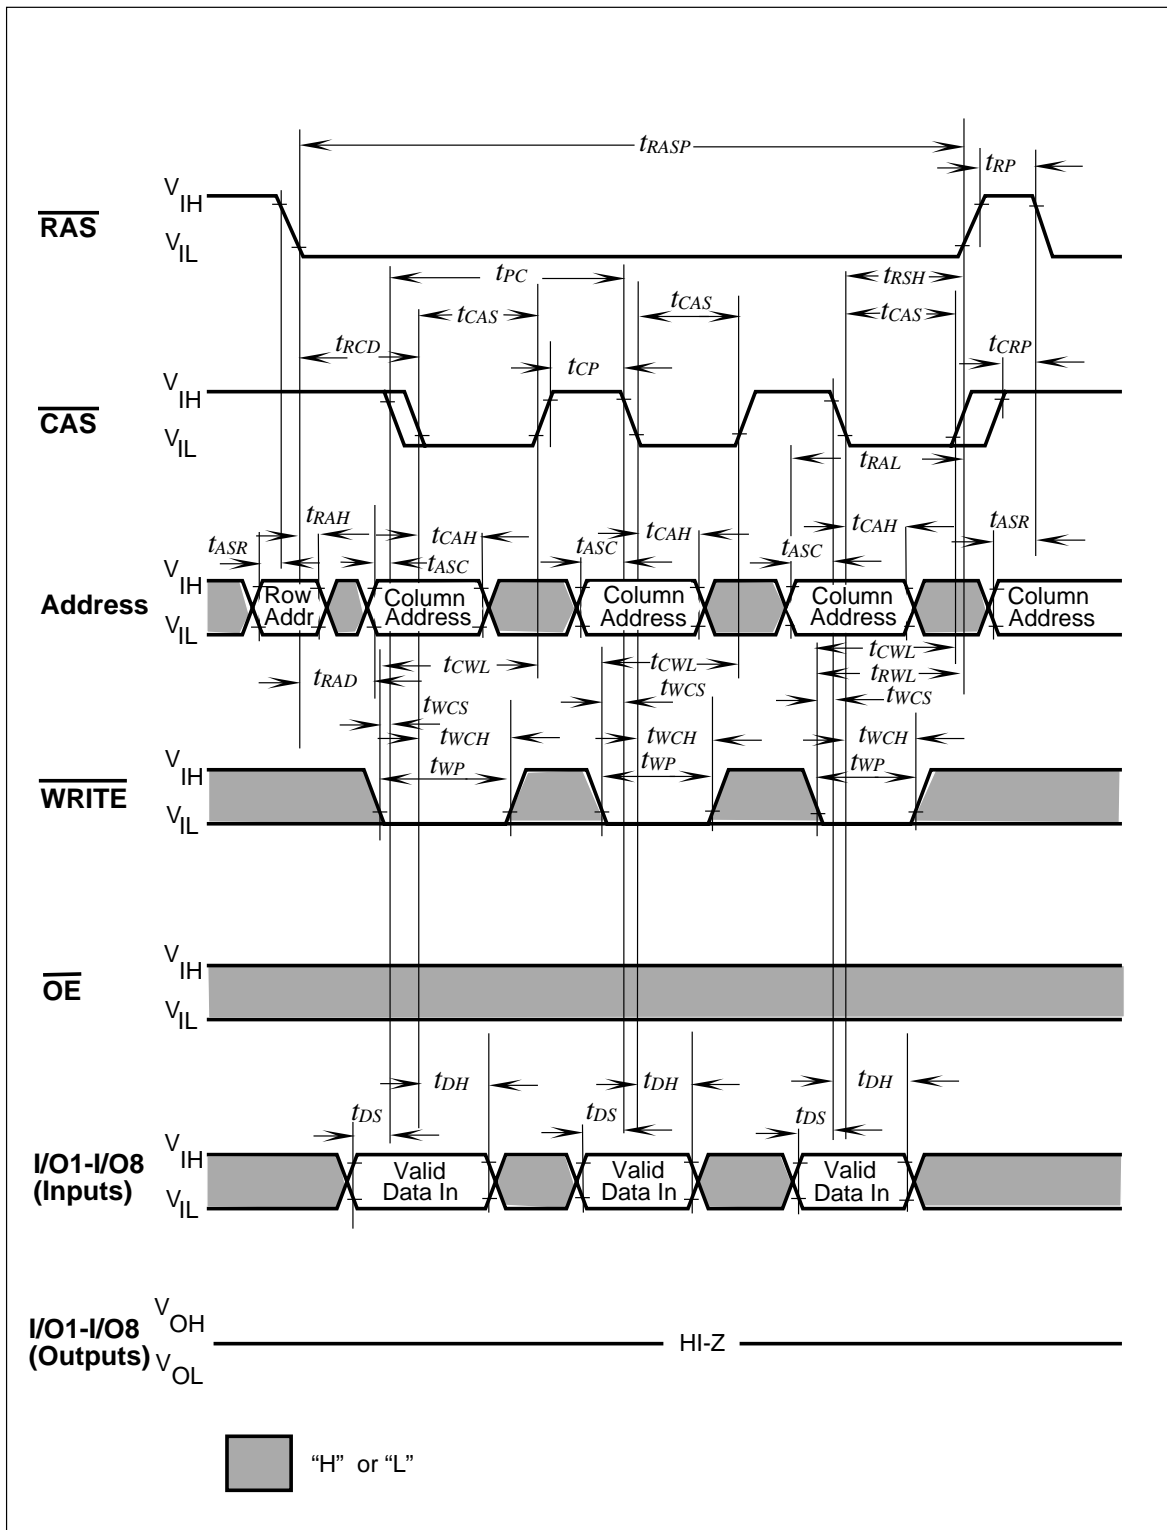 tRASP
tRP
VIH
RAS
VIL
tPC
tRSH
tCAS tCAS tCAS
tRCD
tCP
tCRP
VIH
CAS
VIL
tRAL
tRAH
tCAH tCAH tCAH
tASR
tASR
tASC tASC tASC
VIH
Address
VIL
Row Addr
Column Address
Column Address
Column Address
Column Address
tCWL tCWL tCWL
tRAD
tRWL
tWCS tWCS tWCS
tWCH tWCH tWCH
tWP tWP tWP
VIH
WRITE
VIL
VIH
OE
VIL
tDH tDH tDH
tDS tDS tDS
VIH
I/O1-I/O8
(Inputs)
VIL
Valid Data In
Valid Data In
Valid Data In
VOH
I/O1-I/O8
(Outputs)
VOL
HI-Z
“H” or “L”